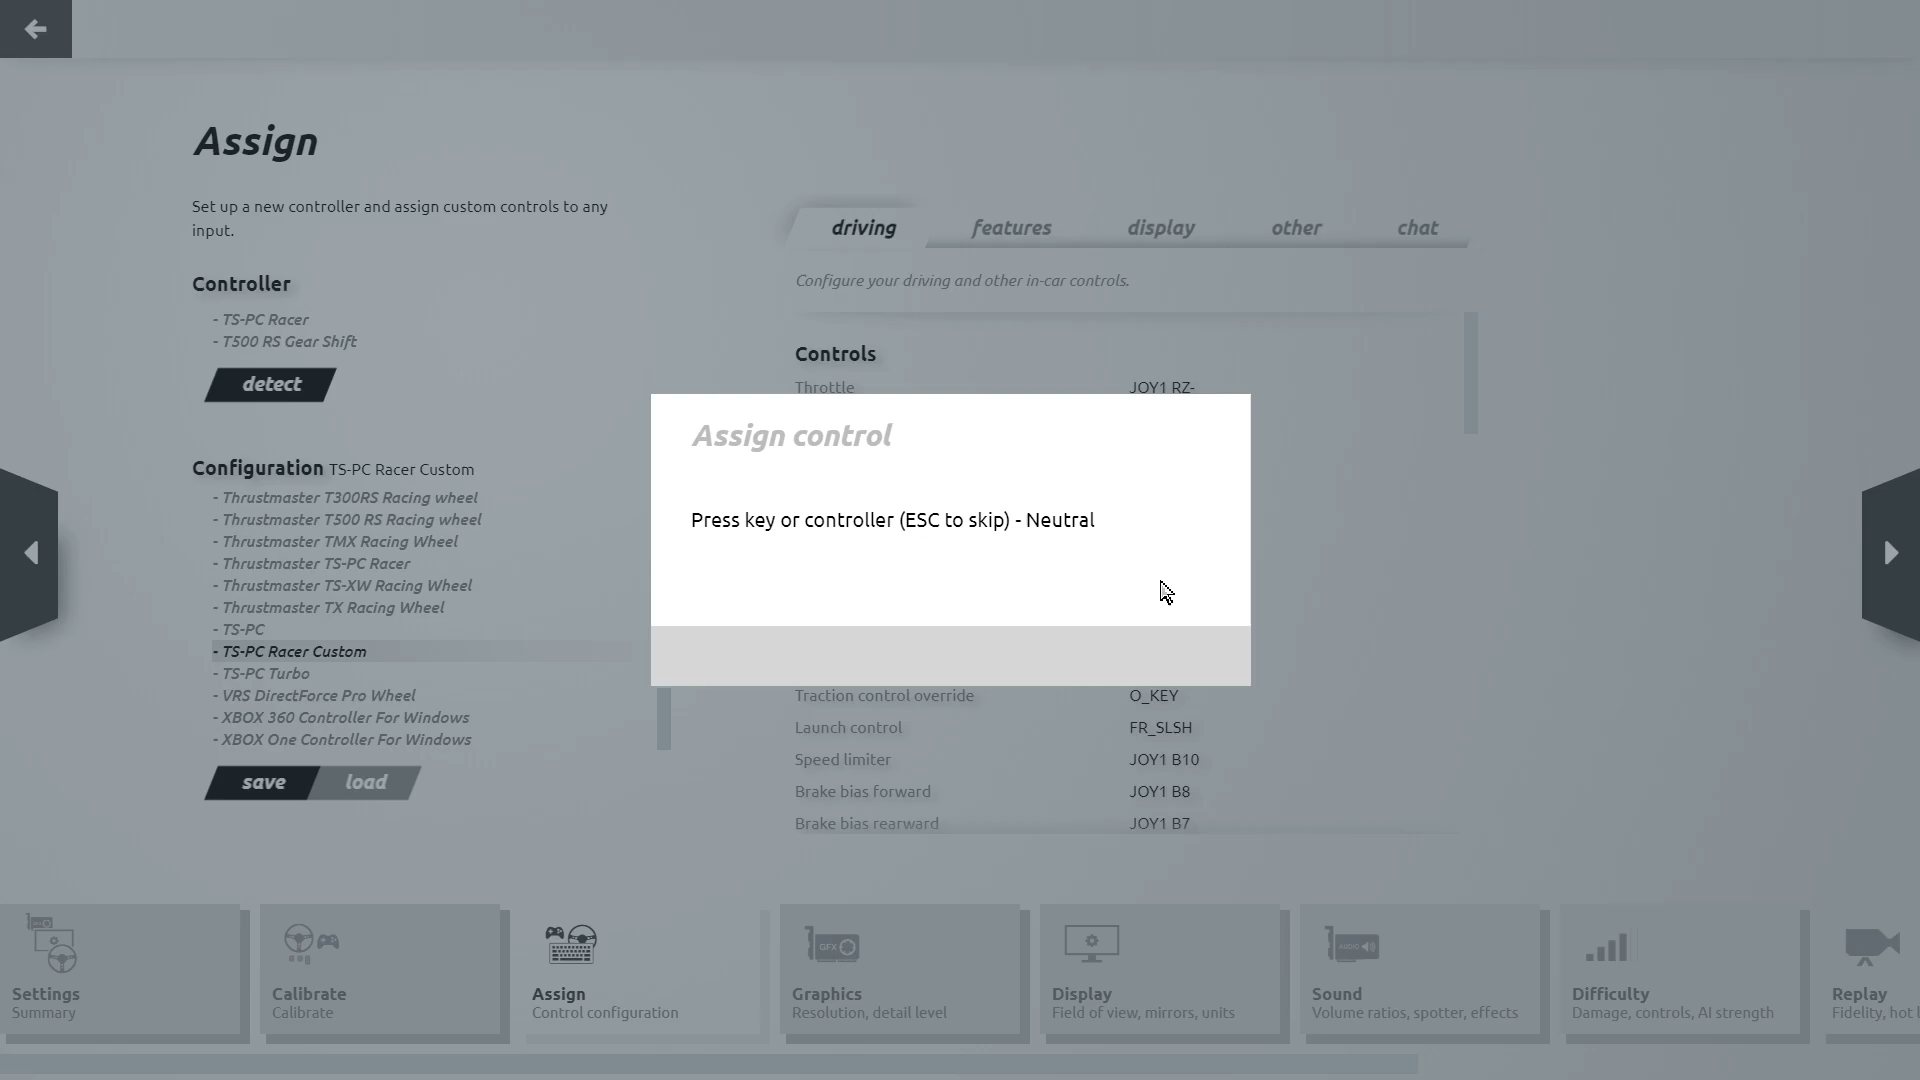 Assign
Set up a new controller and assign custom controls to any
input.
Controller
- TS-PC Racer
- T500 RS Gear Shift
detect
Configuration TS-PC Racer Custom
- Thrustmaster T300RS Racing wheel
- Thrustmaster T500 RS Racing wheel
- Thrustmaster TMX Racing Wheel
- Thrustmaster TS-PC Racer
- Thrustmaster TS-XW Racing Wheel
- Thrustmaster TX Racing Wheel
- TS-PC
- TS-PC Racer Custom
- TS-PC Turbo
- VRS DirectForce Pro Wheel
- XBOX 360 Controller For Windows
- XBOX One Controller For Windows
save load
driving features display other chat
Configure your driving and other in-car controls.
Controls
Throttle JOY1 RZ-
Assign control
Press key or controller (ESC to skip) - Neutral
Traction control override O_KEY
Launch control FR_SLSH
Speed limiter JOY1 B10
Brake bias forward JOY1 B8
Brake bias rearward JOY1 B7
Settings
Summary
Calibrate
Calibrate
Assign
Control configuration
GFX
Graphics
Resolution, detail level
Display
Field of view, mirrors, units
AUDIO
Sound
Volume ratios, spotter, effects
Difficulty
Damage, controls, AI strength
Replay
Fidelity, hot